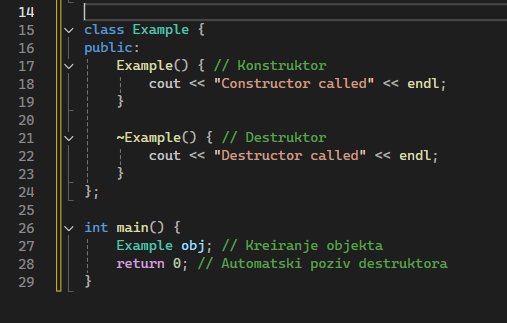 14
15 class Example {
16 public:
17     Example() { // Konstruktor
18         cout << "Constructor called" << endl;
19     }
20
21     ~Example() { // Destruktor
22         cout << "Destructor called" << endl;
23     }
24 };
25
26 int main() {
27     Example obj; // Kreiranje objekta
28     return 0; // Automatski poziv destruktora
29 }